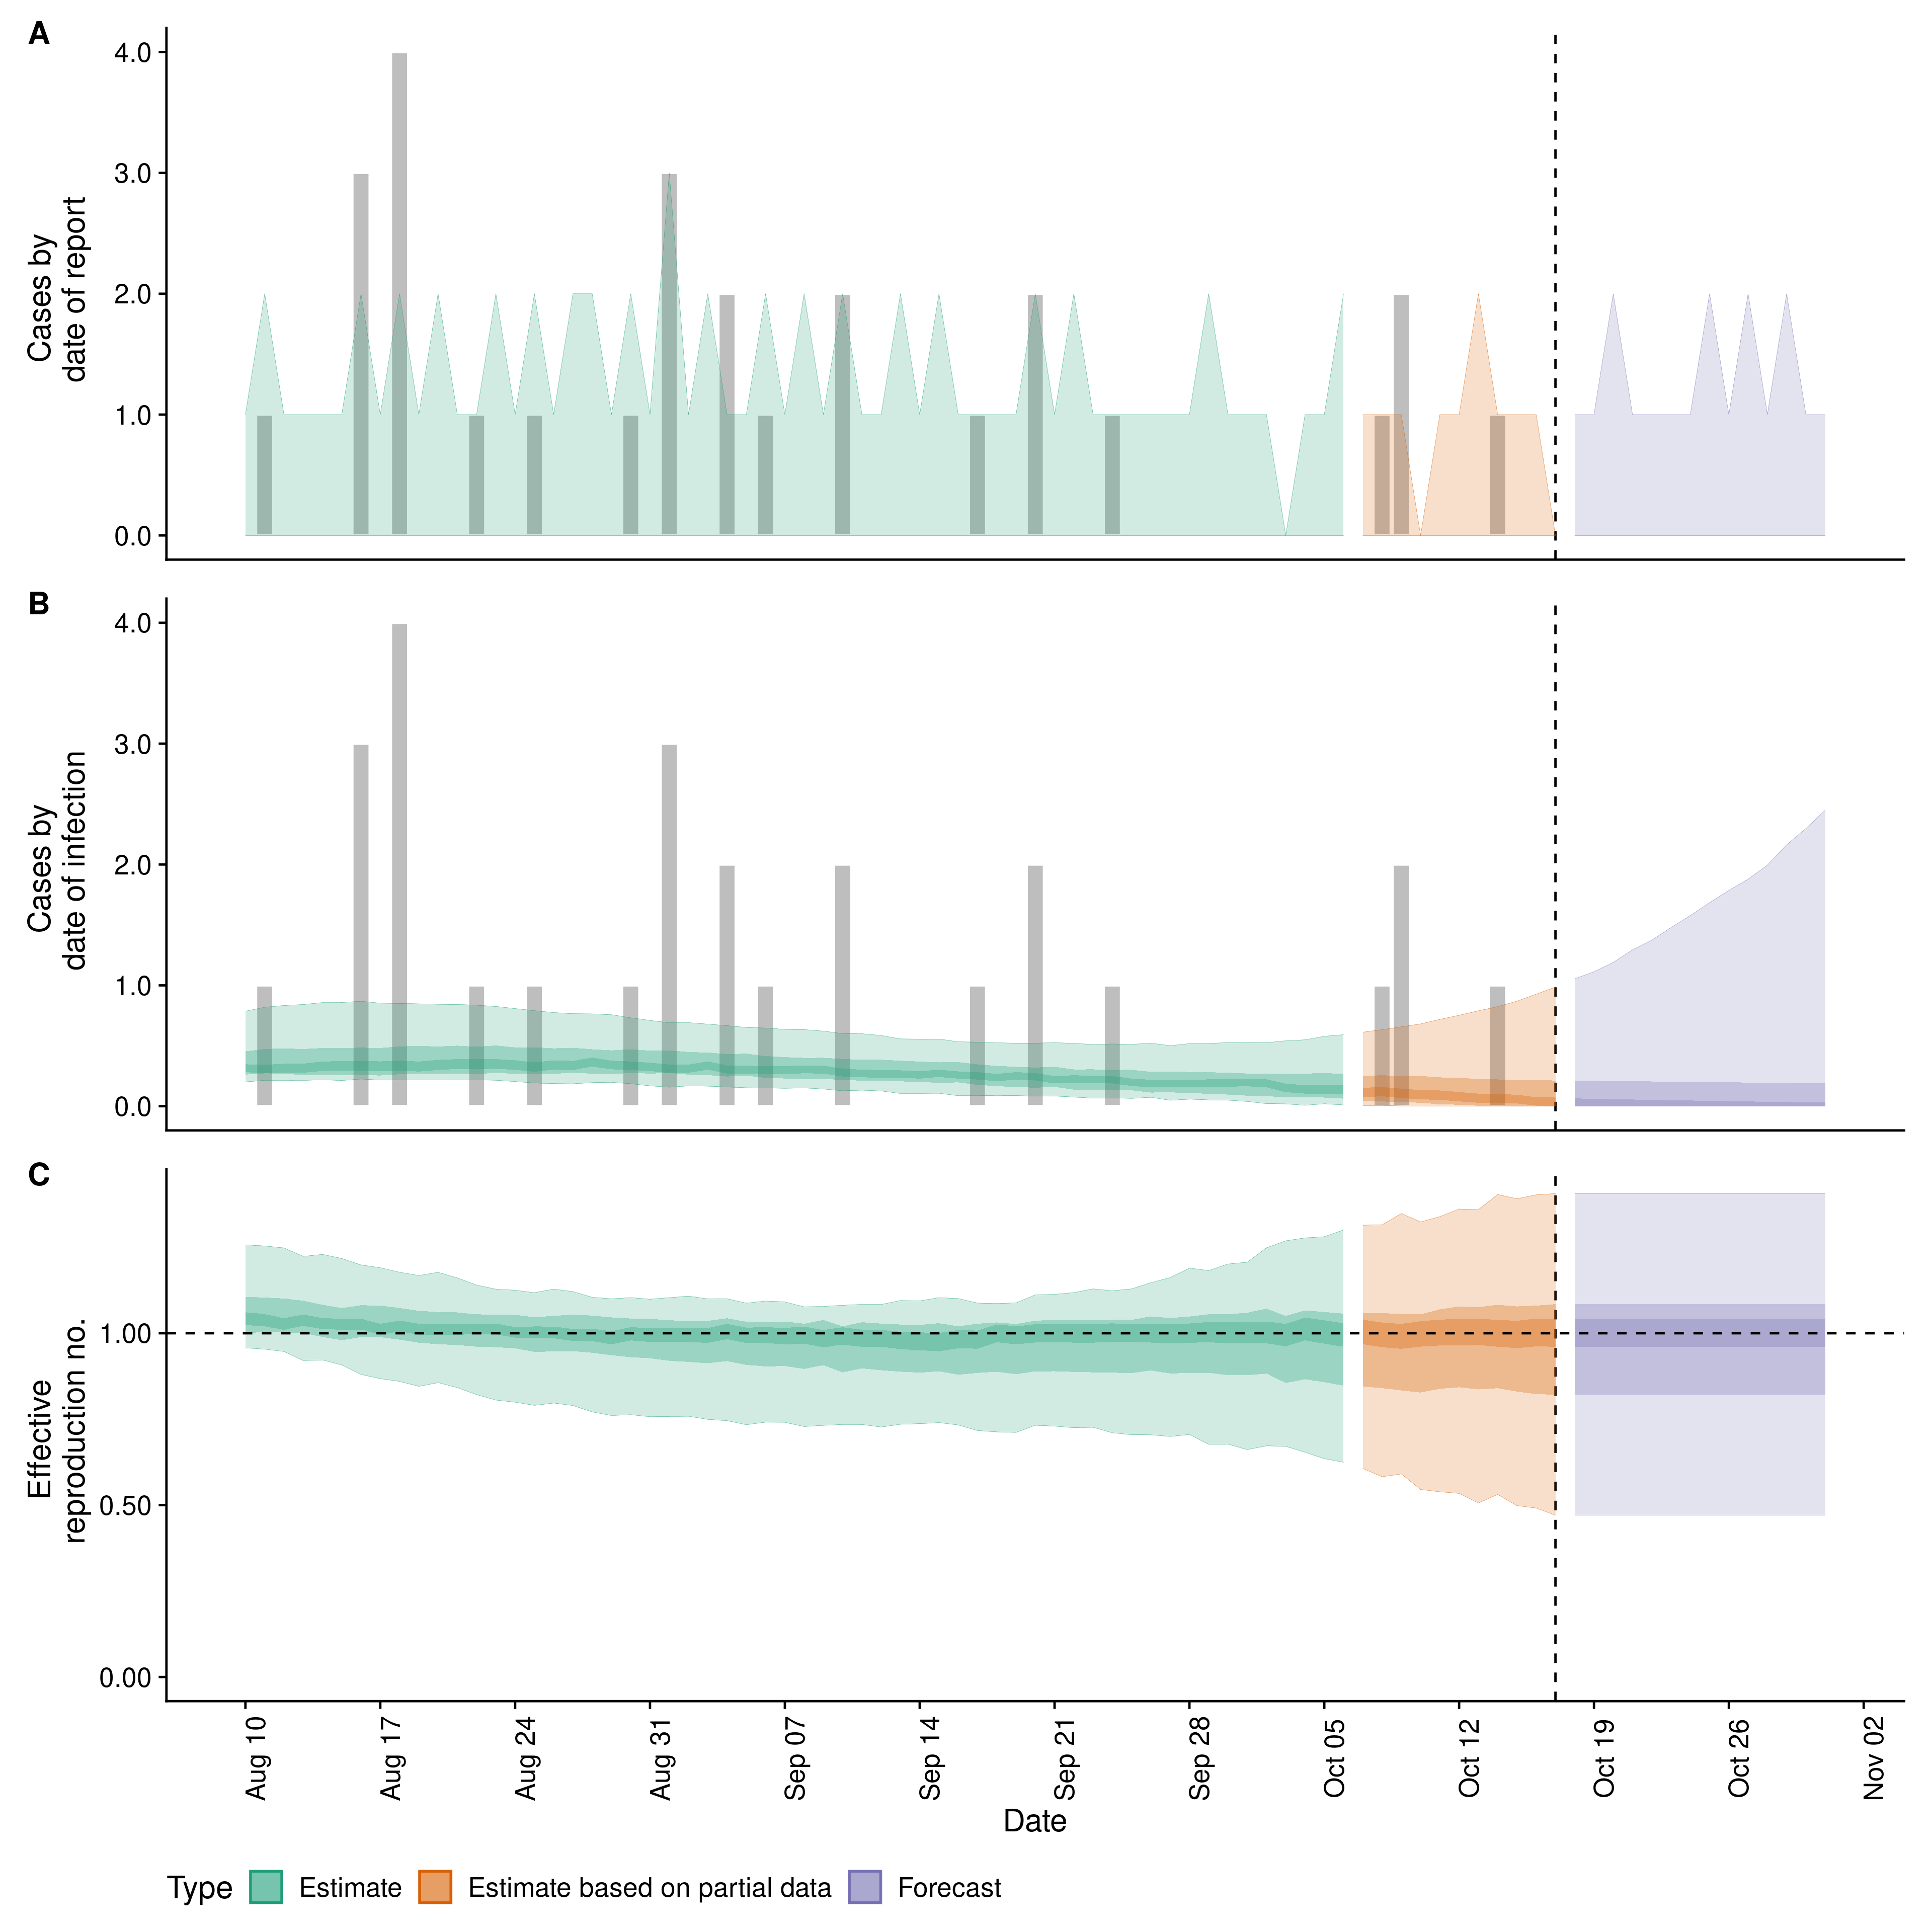 A
Cases by
date of report
4.0
3.0
2.0
1.0
0.0
B
Cases by
date of infection
4.0
3.0
2.0
1.0
0.0
C
Effective
reproduction no.
1.00
0.50
0.00
Aug 10
Aug 17
Aug 24
Aug 31
Sep 07
Sep 14
Sep 21
Sep 28
Oct 05
Oct 12
Oct 19
Oct 26
Nov 02
Date
Type Estimate Estimate based on partial data Forecast